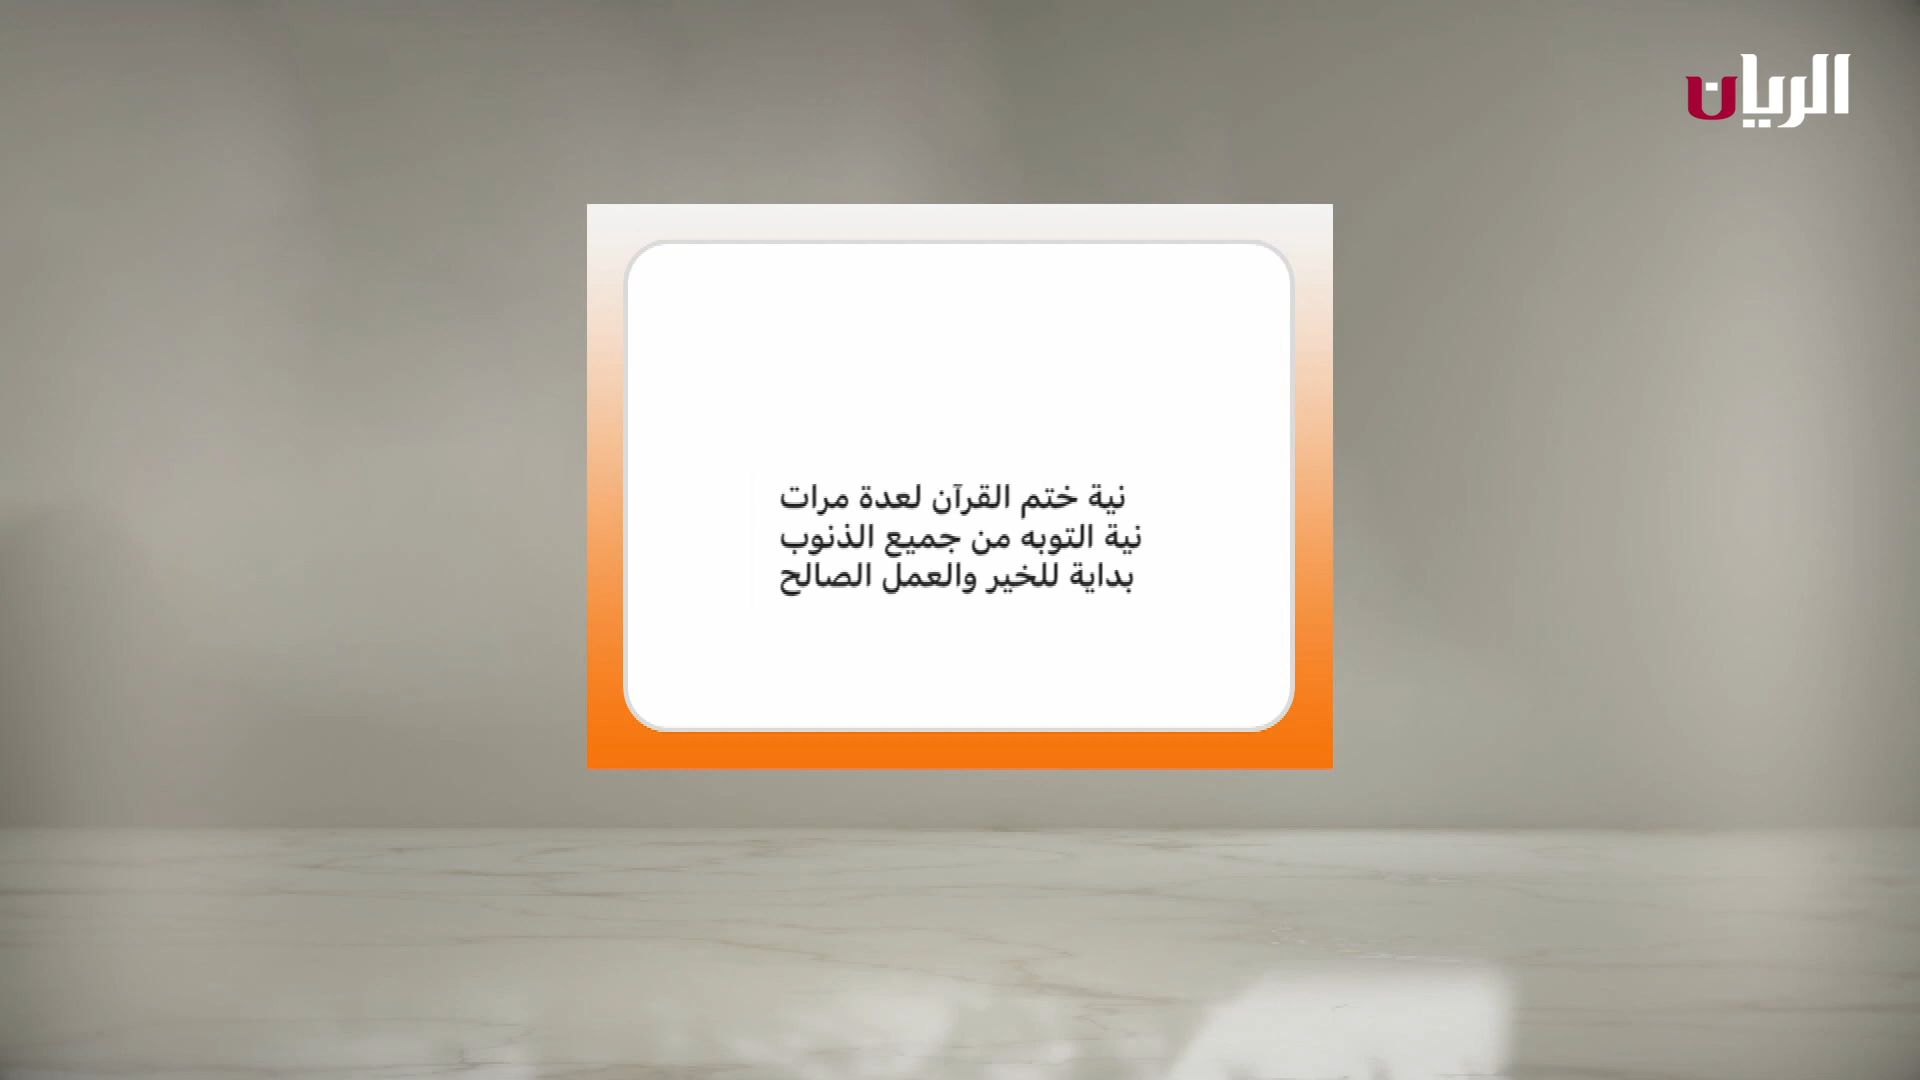 الريان
نية ختم القرآن لعدة مرات
نية التوبه من جميع الذنوب
بداية للخير والعمل الصالح